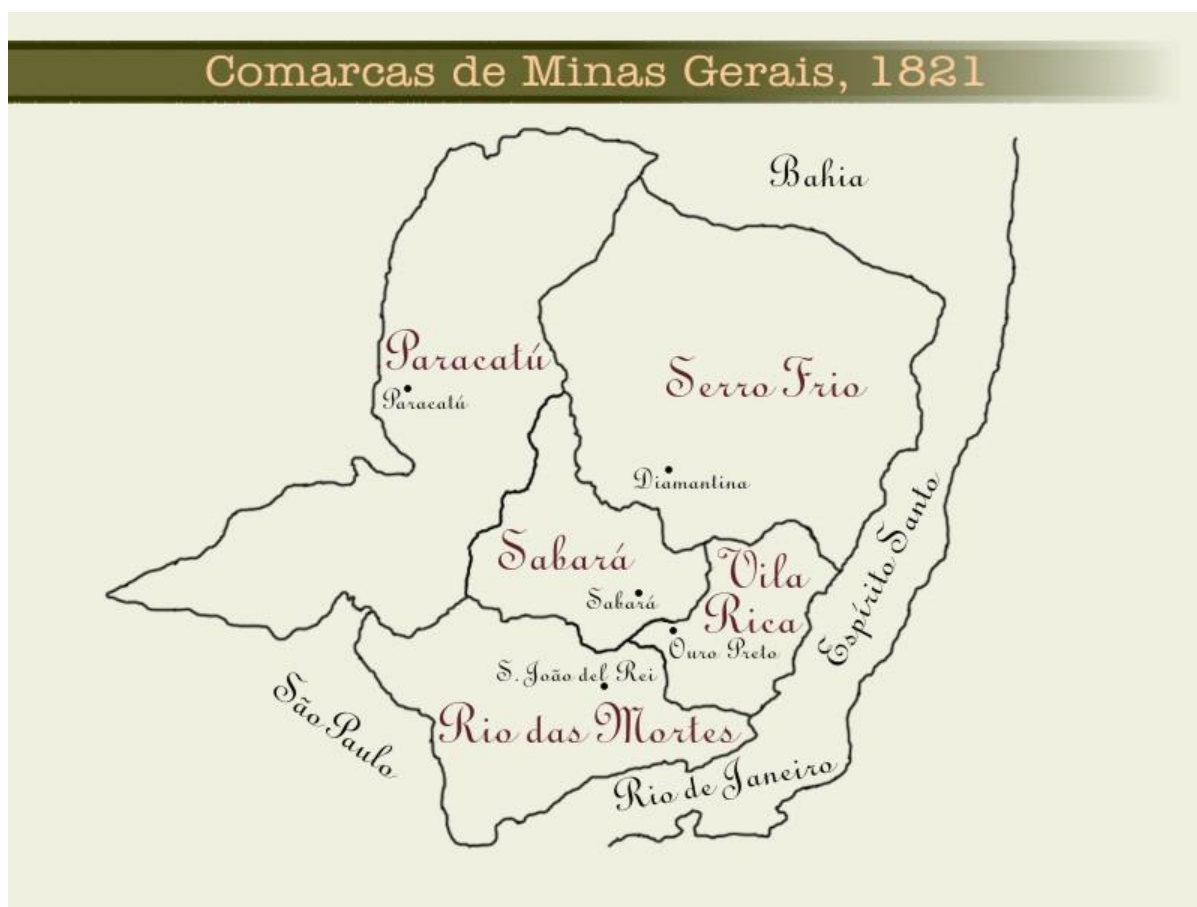 Comarcas de Minas Gerais, 1821
Bahia
Paracatú
Paracatú
Serro Frio
Diamantina
Sabará
Sabará
Vila
Rica
Ouro Preto
Espírito Santo
S. João del Rei
Rio das Mortes
São Paulo
Rio de Janeiro